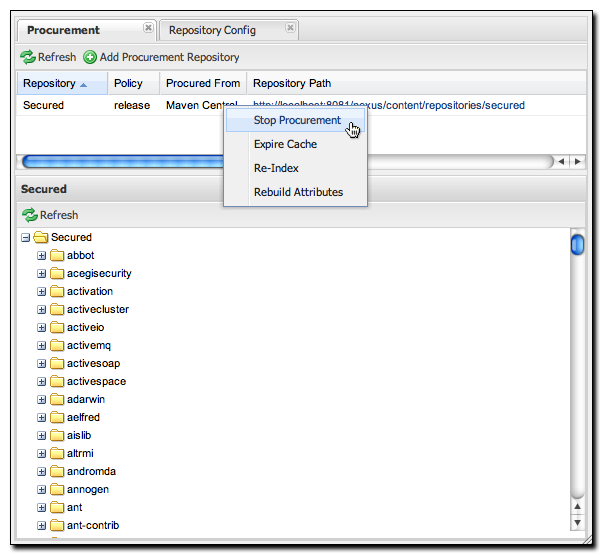 Procurement Repository Config
Refresh Add Procurement Repository
Repository Policy Procured From Repository Path
Secured release Maven Central http://localhost:8081/nexus/content/repositories/secured
Stop Procurement
Expire Cache
Re-Index
Rebuild Attributes
Secured
Refresh
Secured
abbot
acegisecurity
activation
activecluster
activeio
activemq
activesoap
activespace
adarwin
aelfred
aislib
altrmi
andromda
annogen
ant
ant-contrib